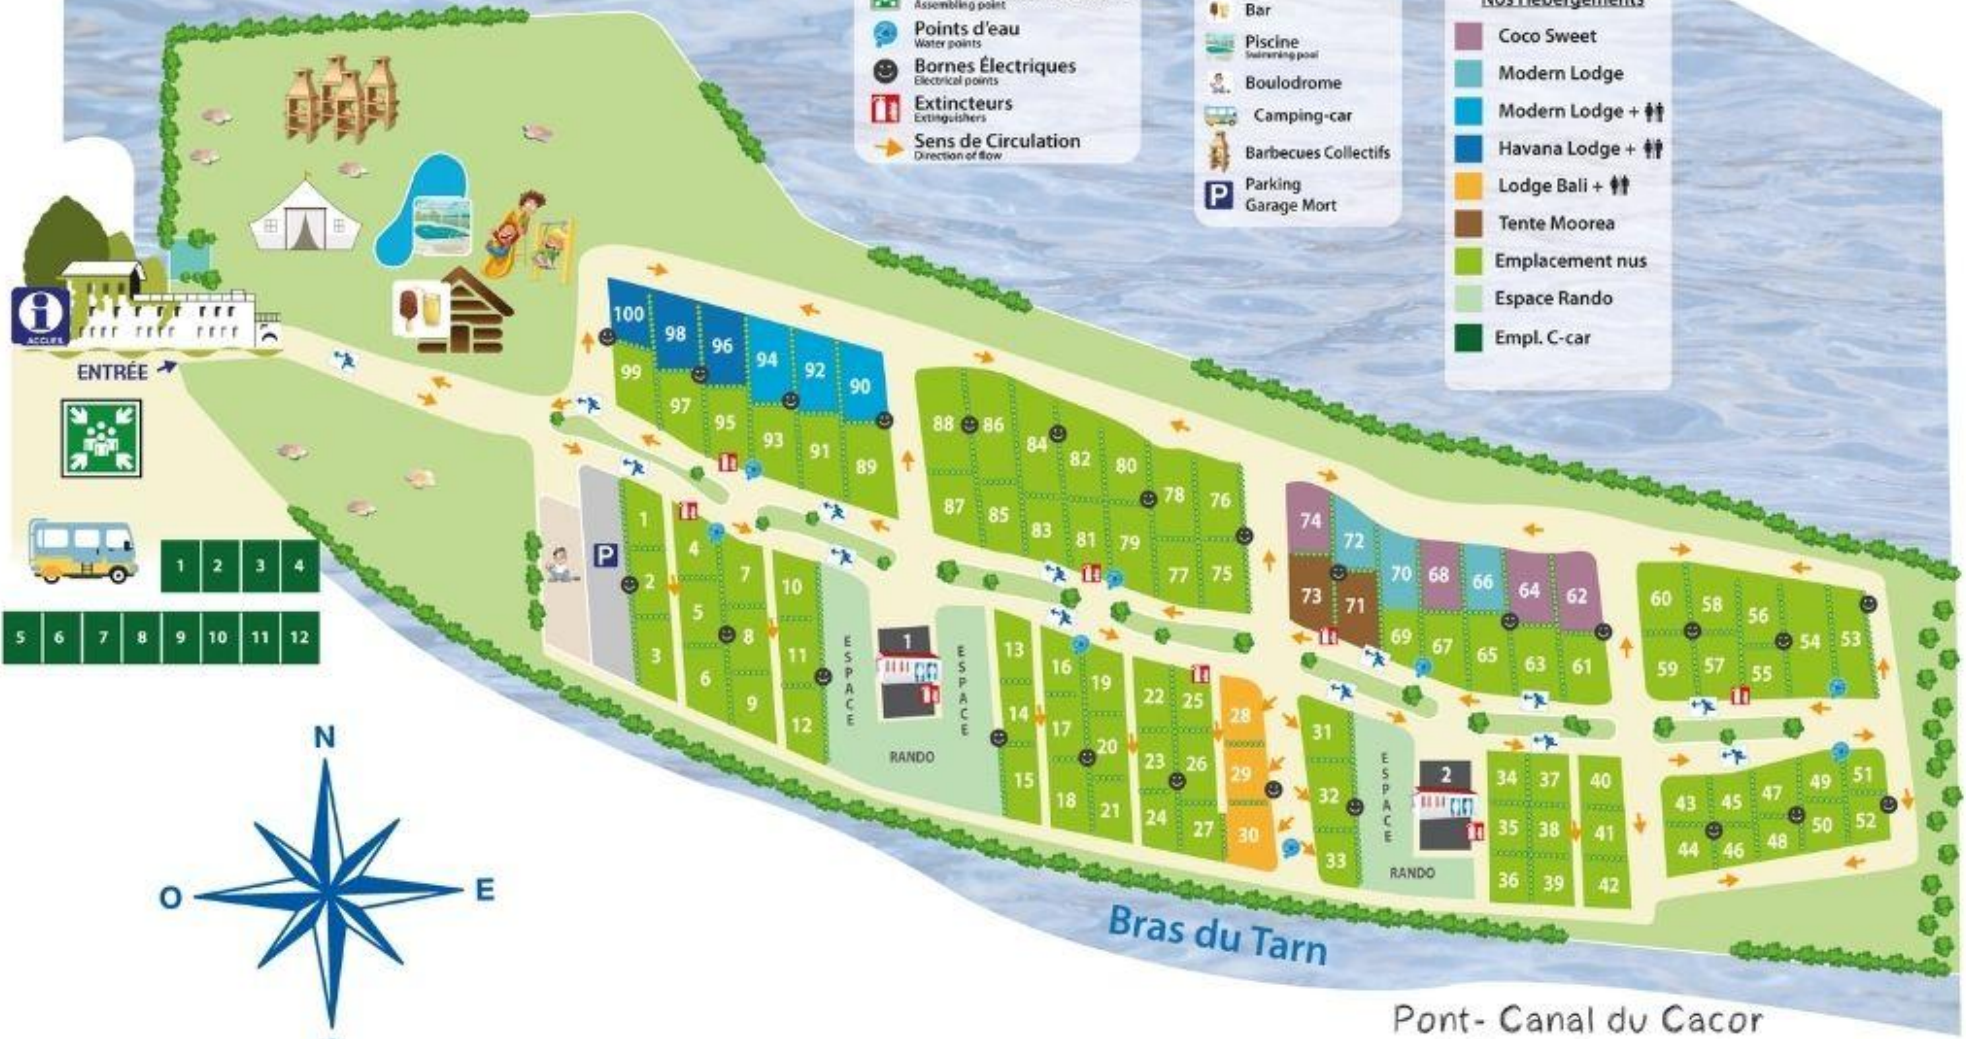 Assembling point
Points d'eau
Water points
Bornes Électriques
Electrical points
Extincteurs
Extinguishers
Sens de Circulation
Direction of flow
Bar
Piscine
Swimming pool
Boulodrome
Camping-car
Barbecues Collectifs
P
Parking
Garage Mort
Nos Hébergements
Coco Sweet
Modern Lodge
Modern Lodge +
Havana Lodge +
Lodge Bali +
Tente Moorea
Emplacement nus
Espace Rando
Empl. C-car
i
ACCUEIL
ENTRÉE
1 2 3 4
5 6 7 8 9 10 11 12
100 98 96 94 92 90
99 97 95 93 91 89
88 86 84 82 80 78 76
87 85 83 81 79 77 75
74 72 70 68 66 64 62
73 71 69 67 65 63 61
60 58 56 54 53
59 57 55
P
1 4 7 10
2 5 8 11
3 6 9 12
ESPACE
RANDO
ESPACE
1
13 16 19 22 25 28
14 17 20 23 26 29
15 18 21 24 27 30
31
32
33
ESPACE
RANDO
2
34 37 40
35 38 41
36 39 42
43 45 47 49 51
44 46 48 50 52
N
O
E
Bras du Tarn
Pont- Canal du Cacor